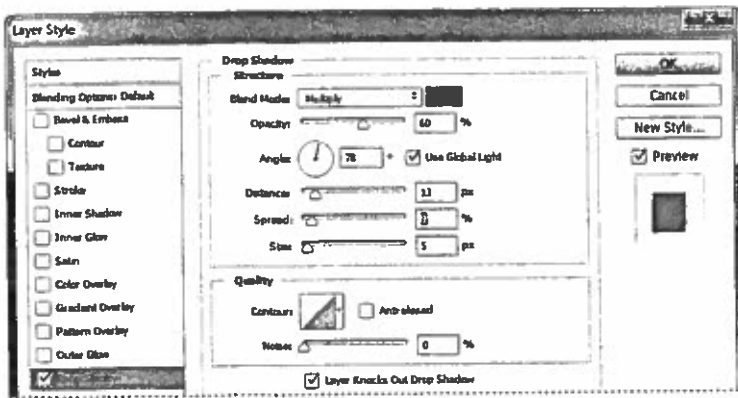 Layer Style
Styles
Blending Options: Default
Bevel & Emboss
Contour
Texture
Stroke
Inner Shadow
Inner Glow
Satin
Color Overlay
Gradient Overlay
Pattern Overlay
Outer Glow
Drop Shadow
Structure
Blend Mode: Multiply
Opacity: 60 %
Angle: 78 ° Use Global Light
Distance: 11 px
Spread: %
Size: 5 px
Quality
Contour: Anti-aliased
Noise: 0 %
Layer Knocks Out Drop Shadow
OK
Cancel
New Style...
Preview